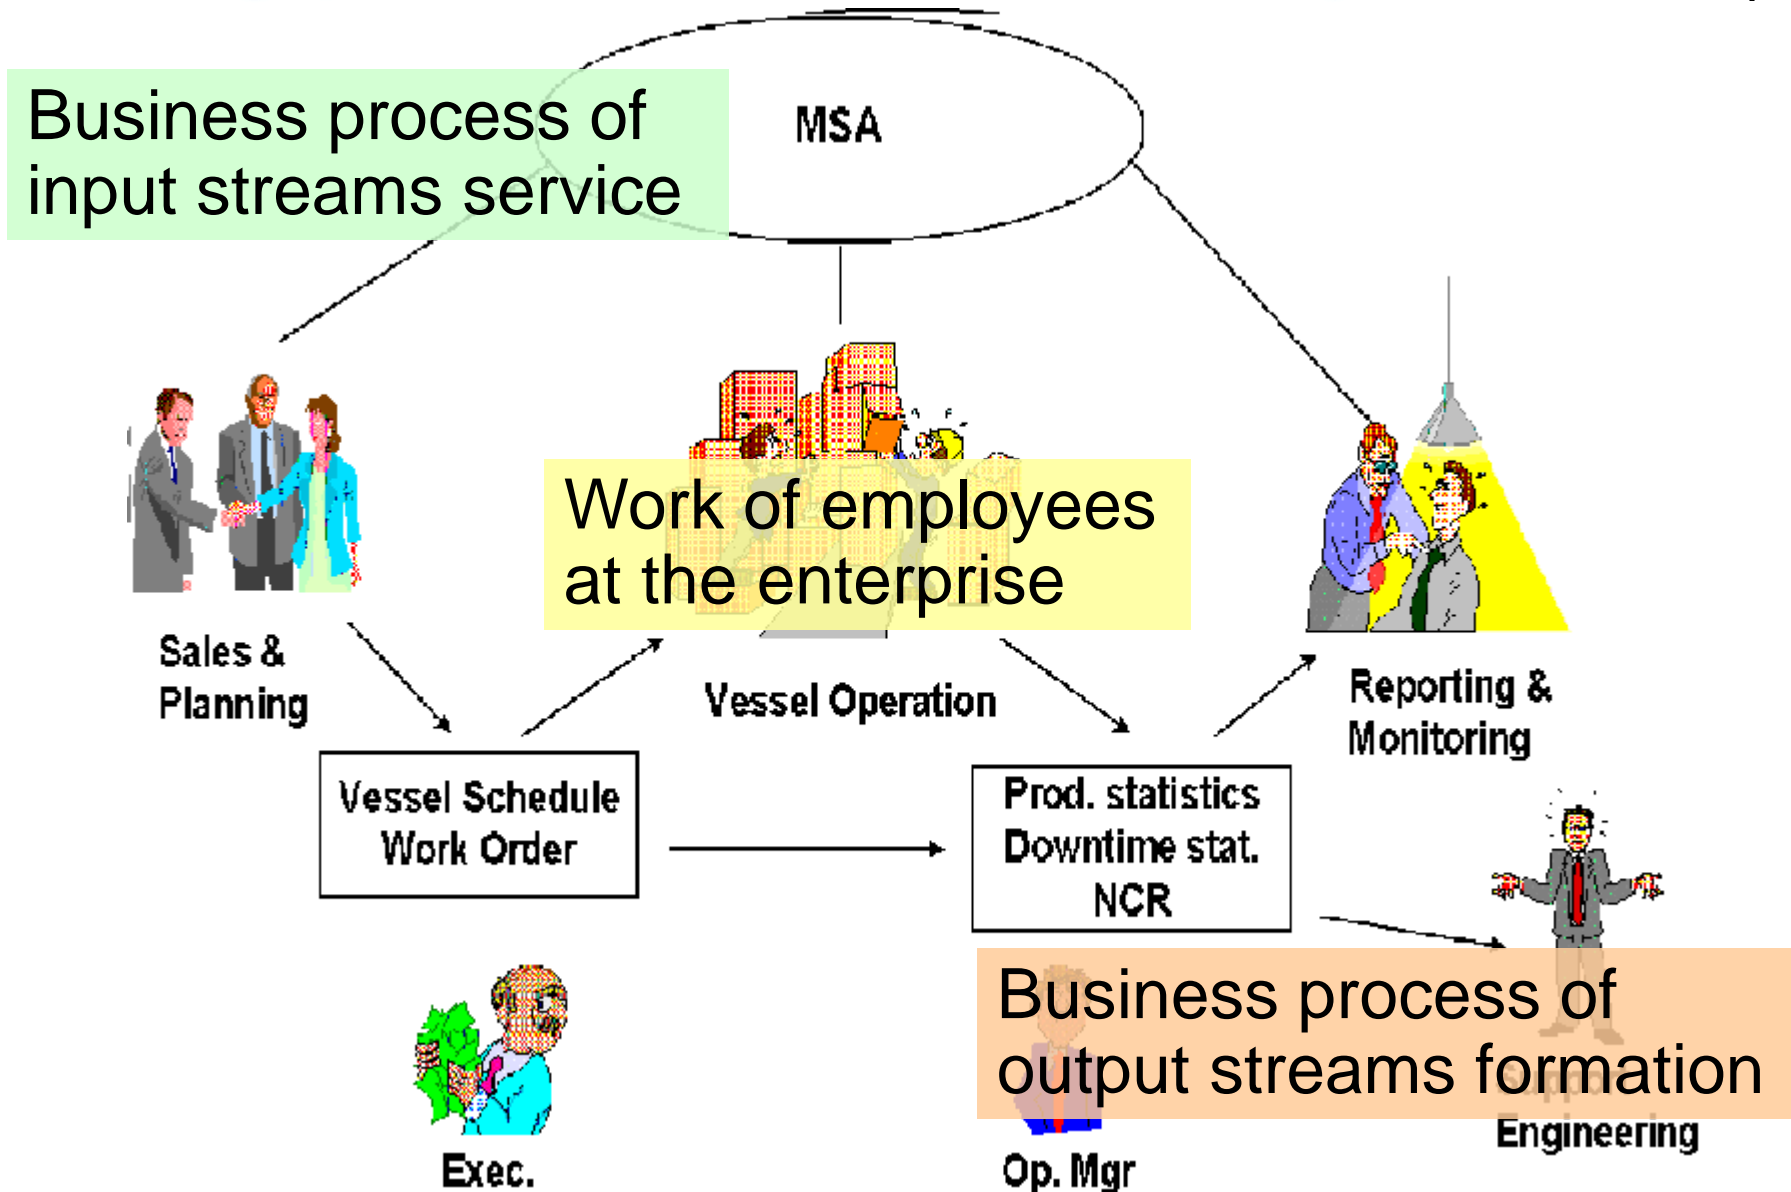 MSA
Business process of
input streams service
Work of employees
at the enterprise
Sales &
Planning
Vessel Operation
Reporting &
Monitoring
Vessel Schedule
Work Order
Prod. statistics
Downtime stat.
NCR
Business process of
output streams formation
Support
Engineering
Exec.
Op. Mgr